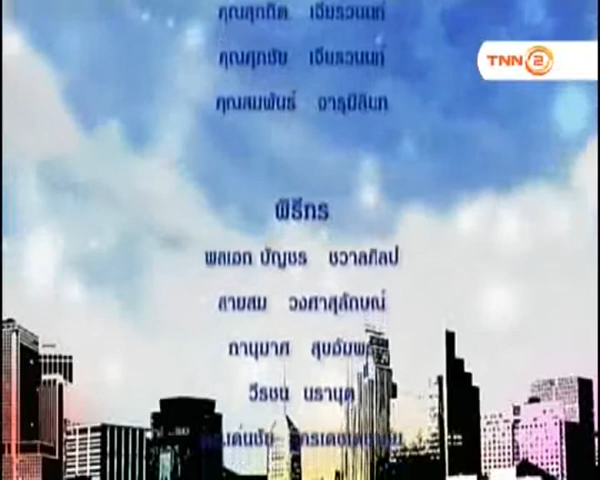 คุณศุภกิต เจียรวนนท์
คุณศุภชัย เจียรวนนท์
TNN 2
คุณสมพันธ์ จารุมิลินท
พิธีกร
พลเอก บัญชร ชวาลศิลป์
สายสม วงศาสุลักษณ์
ภานุมาศ สุขอัมพร
วีรชน นรานุต